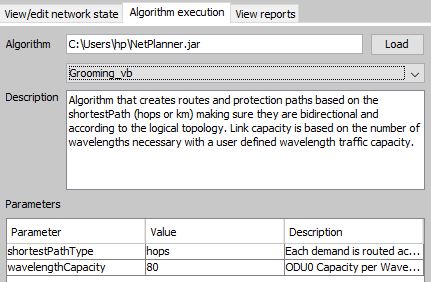 View/edit network state Algorithm execution View reports
Algorithm C:\Users\hp\NetPlanner.jar Load
Grooming_vb
Description Algorithm that creates routes and protection paths based on the
shortestPath (hops or km) making sure they are bidirectional and
according to the logical topology. Link capacity is based on the number of
wavelengths necessary with a user defined wavelength traffic capacity.
Parameters
Parameter Value Description
shortestPathType hops Each demand is routed ac...
wavelengthCapacity 80 ODU0 Capacity per Wave...